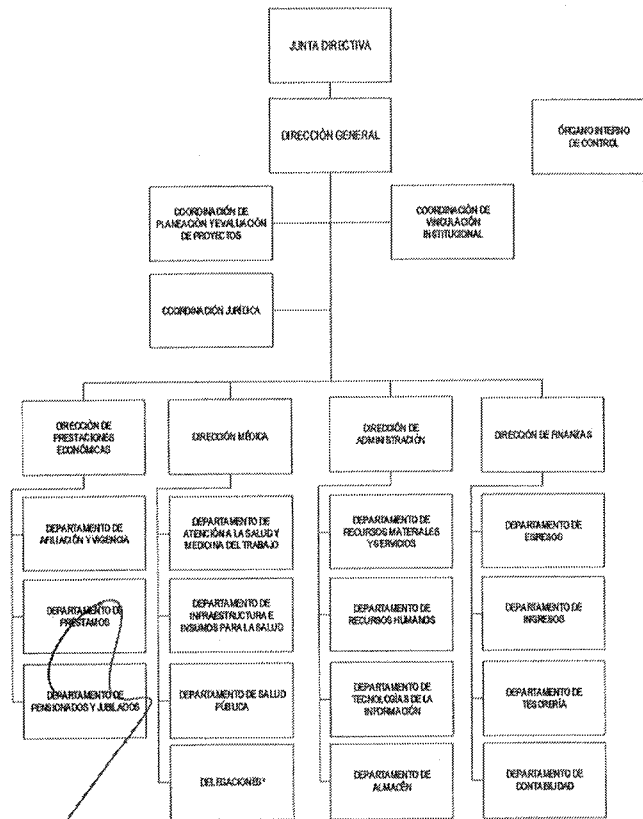 JUNTA DIRECTIVA
DIRECCIÓN GENERAL
ÓRGANO INTERNO
DE CONTROL
COORDINACIÓN DE
PLANEACIÓN Y EVALUACIÓN
DE PROYECTOS
COORDINACIÓN DE
VINCULACIÓN
INSTITUCIONAL
COORDINACIÓN JURÍDICA
DIRECCIÓN DE
PRESTACIONES
ECONÓMICAS
DIRECCIÓN MÉDICA
DIRECCIÓN DE
ADMINISTRACIÓN
DIRECCIÓN DE FINANZAS
DEPARTAMENTO DE
AFILIACIÓN Y VIGENCIA
DEPARTAMENTO DE
ATENCIÓN A LA SALUD Y
MEDICINA DEL TRABAJO
DEPARTAMENTO DE
RECURSOS MATERIALES
Y SERVICIOS
DEPARTAMENTO DE
EGRESOS
DEPARTAMENTO DE
PRÉSTAMOS
DEPARTAMENTO DE
INFRAESTRUCTURA E
INSUMOS PARA LA SALUD
DEPARTAMENTO DE
RECURSOS HUMANOS
DEPARTAMENTO DE
INGRESOS
DEPARTAMENTO DE
PENSIONADOS Y JUBILADOS
DEPARTAMENTO DE SALUD
PÚBLICA
DEPARTAMENTO DE
TECNOLOGÍAS DE LA
INFORMACIÓN
DEPARTAMENTO DE
TESORERÍA
DELEGACIONES*
DEPARTAMENTO DE
ALMACÉN
DEPARTAMENTO DE
CONTABILIDAD